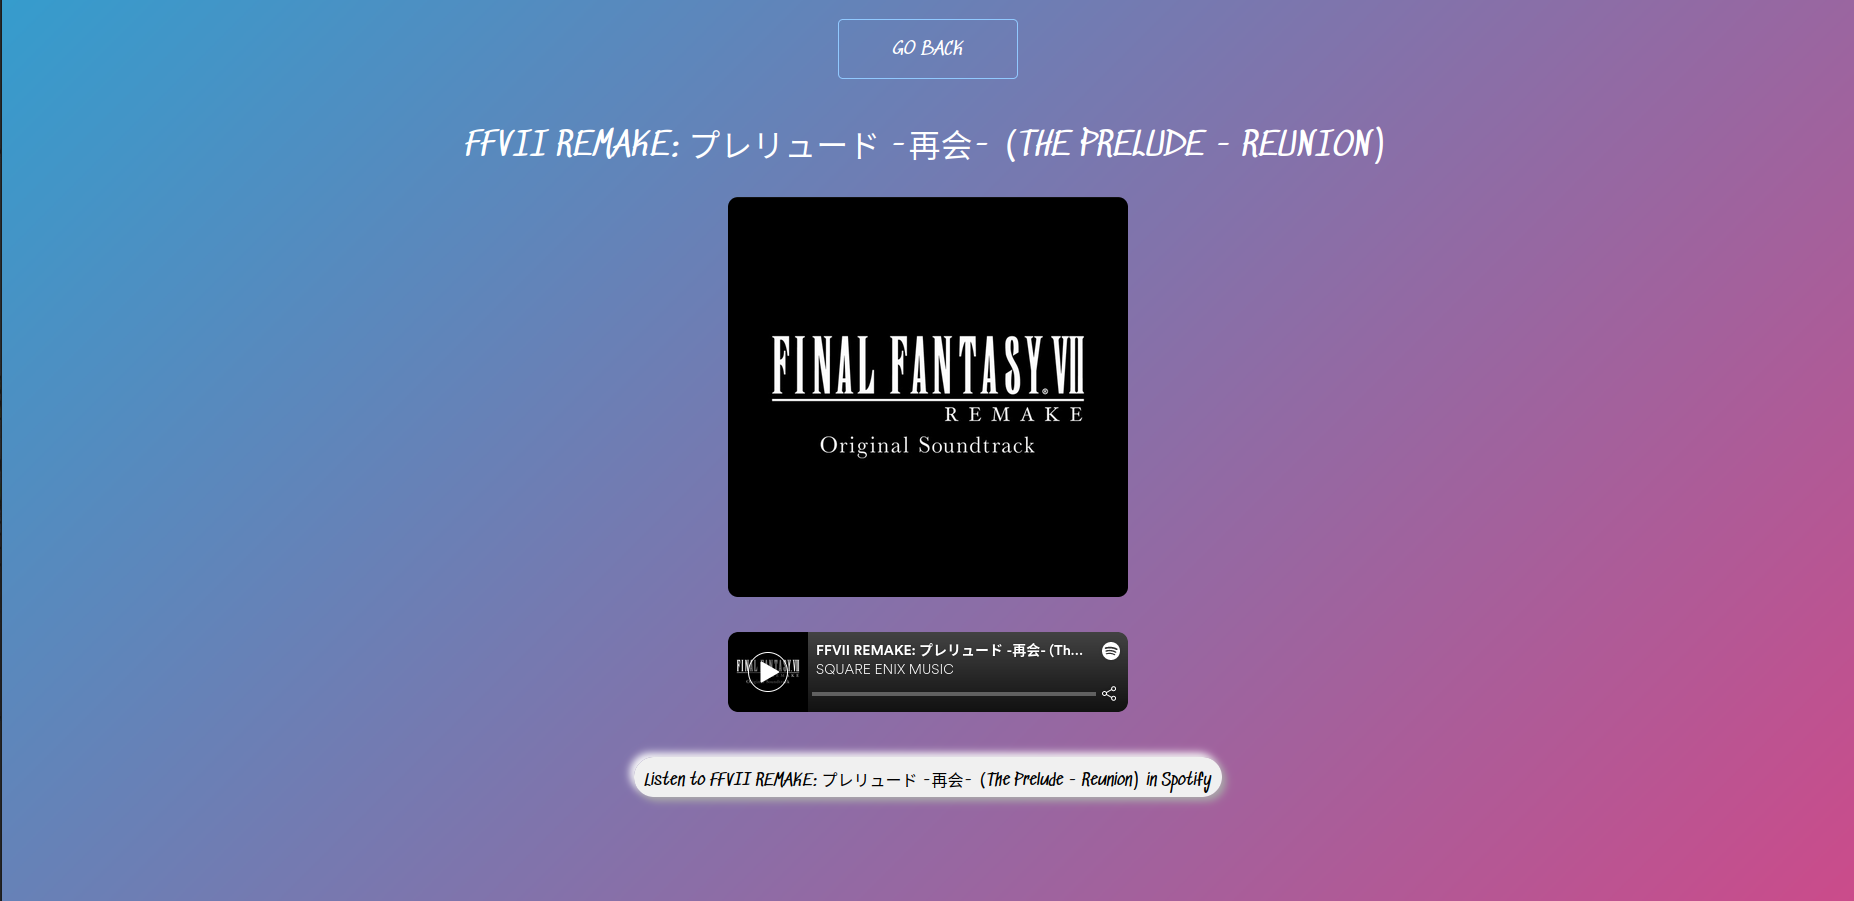 GO BACK
FFVII REMAKE: プレリュード -再会- (THE PRELUDE - REUNION)
FINAL FANTASY® VII
REMAKE
Original Soundtrack
FFVII REMAKE: プレリュード -再会- (Th...
SQUARE ENIX MUSIC
Listen to FFVII REMAKE: プレリュード -再会- (The Prelude - Reunion) in Spotify